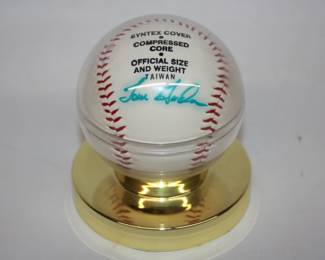 SYNTEX COVER
COMPRESSED
CORE
OFFICIAL SIZE
AND WEIGHT
TAIWAN